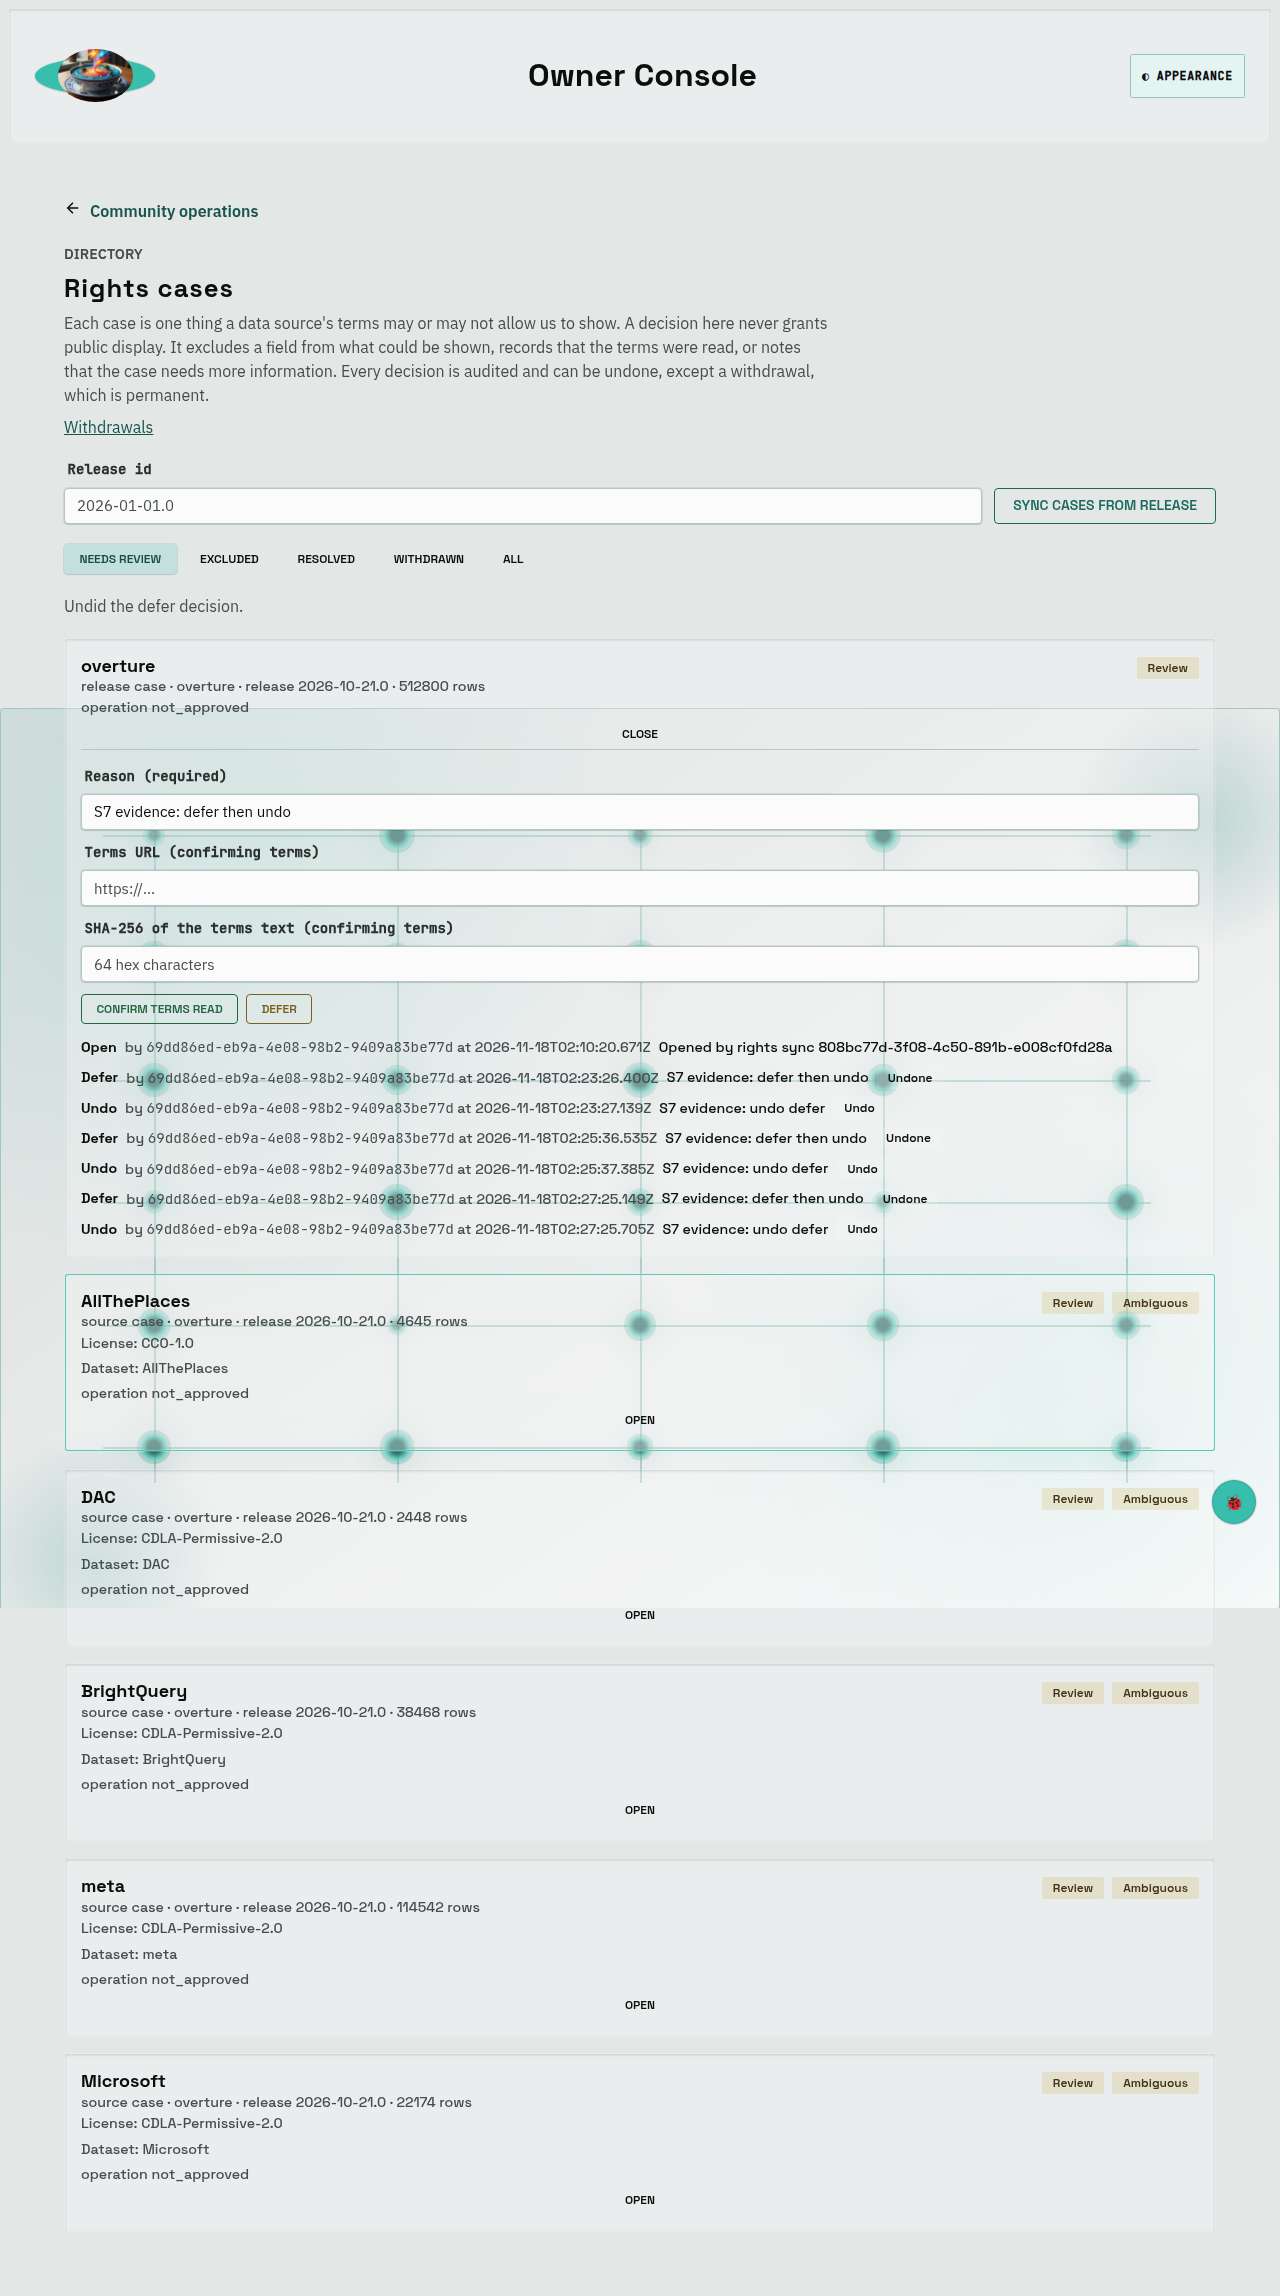 Owner Console
◐ APPEARANCE
← Community operations
DIRECTORY
Rights cases
Each case is one thing a data source's terms may or may not allow us to show. A decision here never grants
public display. It excludes a field from what could be shown, records that the terms were read, or notes
that the case needs more information. Every decision is audited and can be undone, except a withdrawal,
which is permanent.
Withdrawals
Release id
2026-01-01.0
SYNC CASES FROM RELEASE
NEEDS REVIEW EXCLUDED RESOLVED WITHDRAWN ALL
Undid the defer decision.
overture
Review
release case · overture · release 2026-10-21.0 · 512800 rows
operation not_approved
CLOSE
Reason (required)
S7 evidence: defer then undo
Terms URL (confirming terms)
https://...
SHA-256 of the terms text (confirming terms)
64 hex characters
CONFIRM TERMS READ DEFER
Open by 69dd86ed-eb9a-4e08-98b2-9409a83be77d at 2026-11-18T02:10:20.671Z Opened by rights sync 808bc77d-3f08-4c50-891b-e008cf0fd28a
Defer by 69dd86ed-eb9a-4e08-98b2-9409a83be77d at 2026-11-18T02:23:26.400Z S7 evidence: defer then undo Undone
Undo by 69dd86ed-eb9a-4e08-98b2-9409a83be77d at 2026-11-18T02:23:27.139Z S7 evidence: undo defer Undo
Defer by 69dd86ed-eb9a-4e08-98b2-9409a83be77d at 2026-11-18T02:25:36.535Z S7 evidence: defer then undo Undone
Undo by 69dd86ed-eb9a-4e08-98b2-9409a83be77d at 2026-11-18T02:25:37.385Z S7 evidence: undo defer Undo
Defer by 69dd86ed-eb9a-4e08-98b2-9409a83be77d at 2026-11-18T02:27:25.149Z S7 evidence: defer then undo Undone
Undo by 69dd86ed-eb9a-4e08-98b2-9409a83be77d at 2026-11-18T02:27:25.705Z S7 evidence: undo defer Undo
AllThePlaces
Review Ambiguous
source case · overture · release 2026-10-21.0 · 4645 rows
License: CC0-1.0
Dataset: AllThePlaces
operation not_approved
OPEN
DAC
Review Ambiguous
source case · overture · release 2026-10-21.0 · 2448 rows
License: CDLA-Permissive-2.0
Dataset: DAC
operation not_approved
OPEN
BrightQuery
Review Ambiguous
source case · overture · release 2026-10-21.0 · 38468 rows
License: CDLA-Permissive-2.0
Dataset: BrightQuery
operation not_approved
OPEN
meta
Review Ambiguous
source case · overture · release 2026-10-21.0 · 114542 rows
License: CDLA-Permissive-2.0
Dataset: meta
operation not_approved
OPEN
Microsoft
Review Ambiguous
source case · overture · release 2026-10-21.0 · 22174 rows
License: CDLA-Permissive-2.0
Dataset: Microsoft
operation not_approved
OPEN